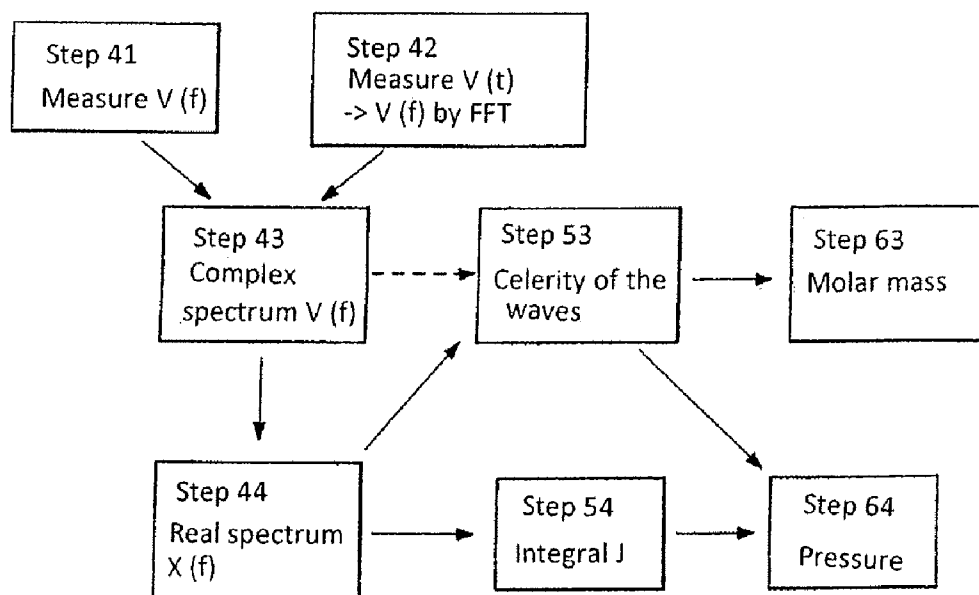 Step 41
Measure V (f)
Step 42
Measure V (t)
-> V (f) by FFT
Step 43
Complex
spectrum V (f)
Step 53
Celerity of the
waves
Step 63
Molar mass
Step 44
Real spectrum
X (f)
Step 54
Integral J
Step 64
Pressure